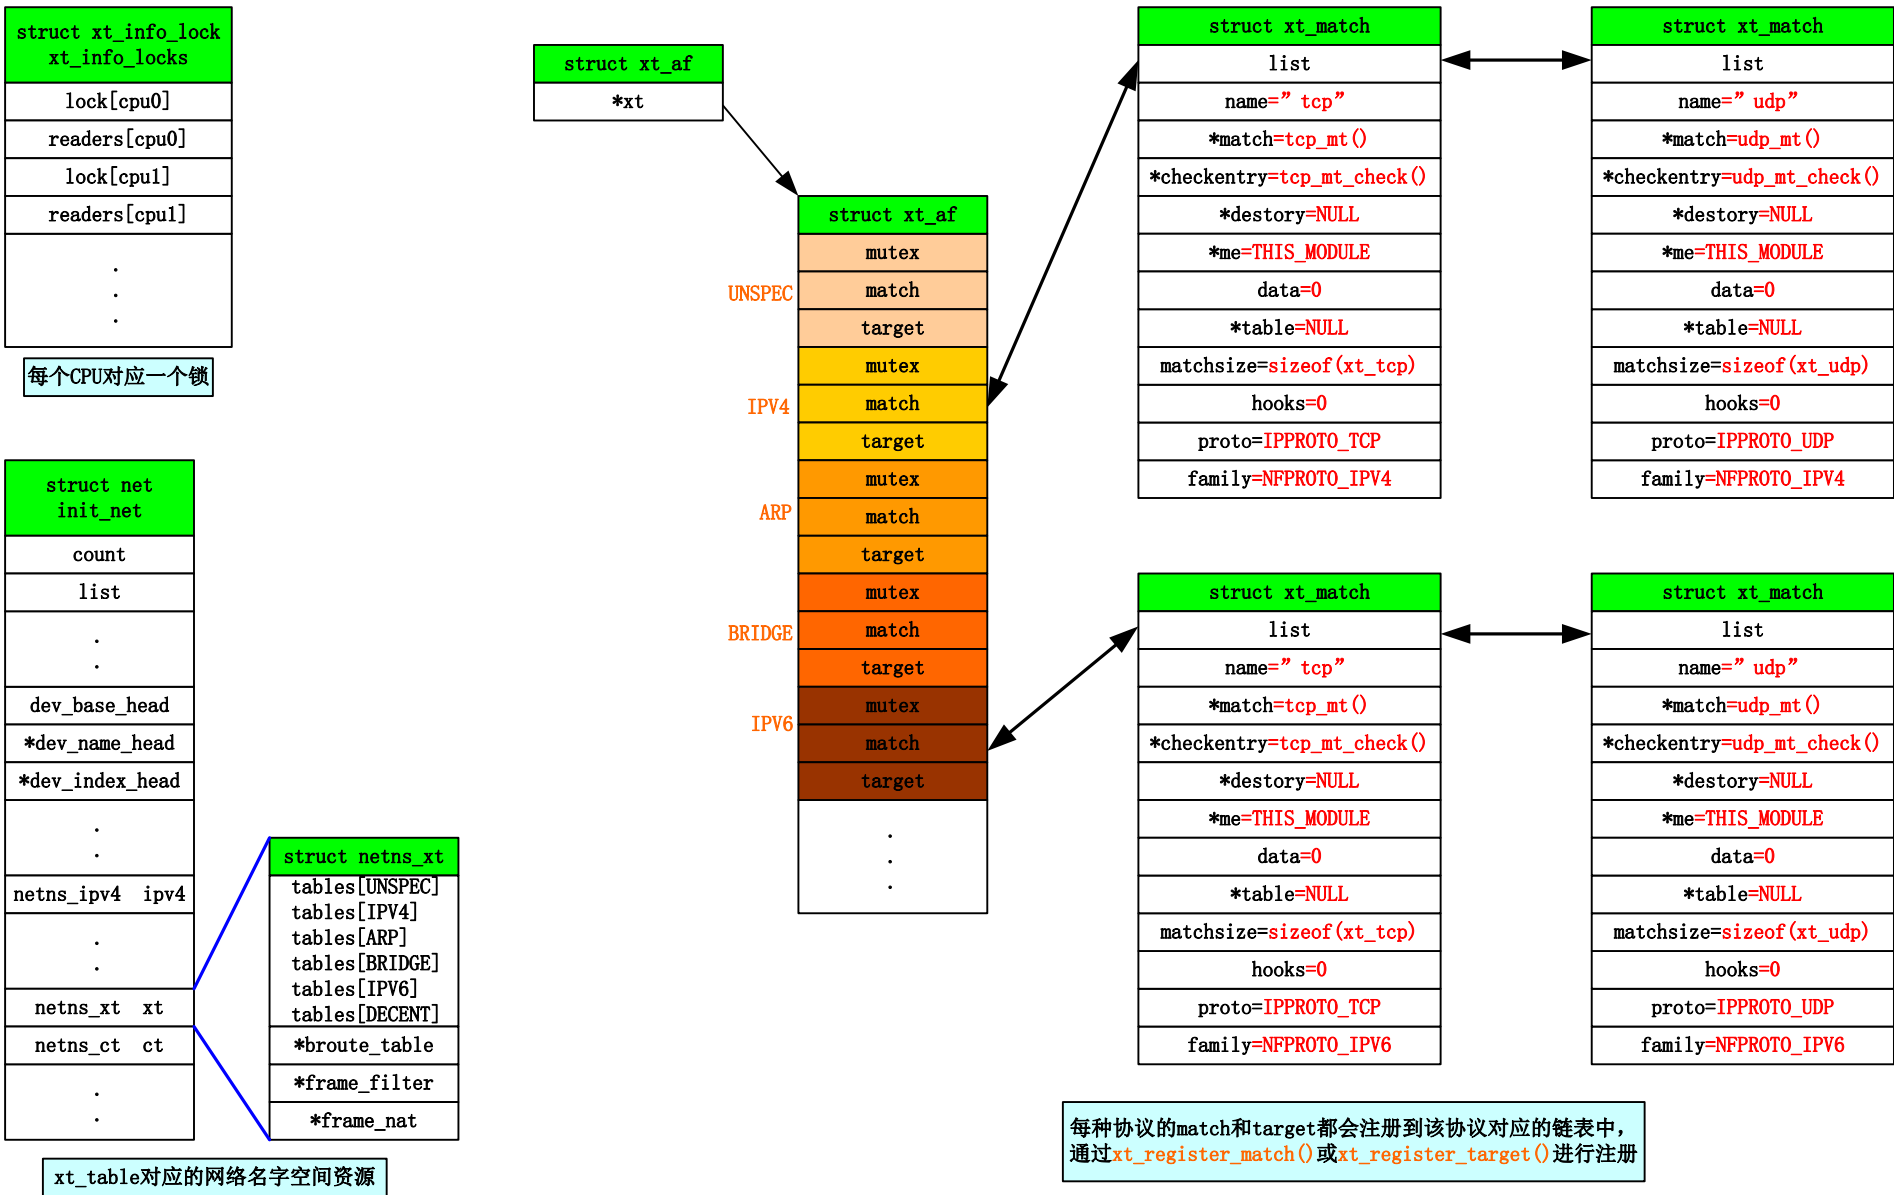 struct xt_info_lock
xt_info_locks
lock[cpu0]
readers[cpu0]
lock[cpu1]
readers[cpu1]
.
.
.
每个CPU对应一个锁
struct net
init_net
count
list
.
.
dev_base_head
*dev_name_head
*dev_index_head
.
.
netns_ipv4 ipv4
.
.
netns_xt xt
netns_ct ct
.
.
struct netns_xt
tables[UNSPEC]
tables[IPV4]
tables[ARP]
tables[BRIDGE]
tables[IPV6]
tables[DECENT]
*broute_table
*frame_filter
*frame_nat
xt_table对应的网络名字空间资源
struct xt_af
*xt
struct xt_af
UNSPEC
mutex
match
target
IPV4
mutex
match
target
ARP
mutex
match
target
BRIDGE
mutex
match
target
IPV6
mutex
match
target
.
.
.
struct xt_match
list
name=”tcp”
*match=tcp_mt()
*checkentry=tcp_mt_check()
*destory=NULL
*me=THIS_MODULE
data=0
*table=NULL
matchsize=sizeof(xt_tcp)
hooks=0
proto=IPPROTO_TCP
family=NFPROTO_IPV4
struct xt_match
list
name=”udp”
*match=udp_mt()
*checkentry=udp_mt_check()
*destory=NULL
*me=THIS_MODULE
data=0
*table=NULL
matchsize=sizeof(xt_udp)
hooks=0
proto=IPPROTO_UDP
family=NFPROTO_IPV4
struct xt_match
list
name=”tcp”
*match=tcp_mt()
*checkentry=tcp_mt_check()
*destory=NULL
*me=THIS_MODULE
data=0
*table=NULL
matchsize=sizeof(xt_tcp)
hooks=0
proto=IPPROTO_TCP
family=NFPROTO_IPV6
struct xt_match
list
name=”udp”
*match=udp_mt()
*checkentry=udp_mt_check()
*destory=NULL
*me=THIS_MODULE
data=0
*table=NULL
matchsize=sizeof(xt_udp)
hooks=0
proto=IPPROTO_UDP
family=NFPROTO_IPV6
每种协议的match和target都会注册到该协议对应的链表中，
通过xt_register_match()或xt_register_target()进行注册